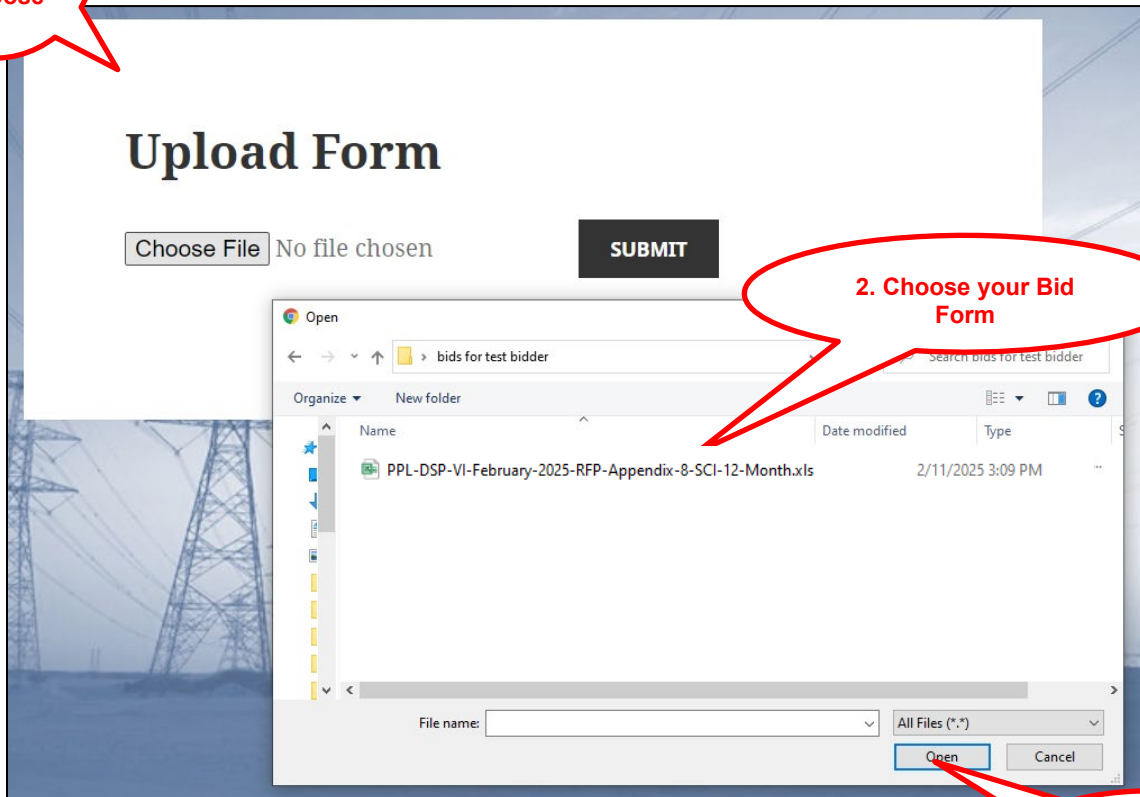 Upload Form
Choose File No file chosen
SUBMIT
2. Choose your Bid
Form
Open
bids for test bidder
Search bids for test bidder
Organize
New folder
Name
Date modified
Type
PPL-DSP-VI-February-2025-RFP-Appendix-8-SCI-12-Month.xls
2/11/2025 3:09 PM
File name:
All Files (*.*)
Open
Cancel